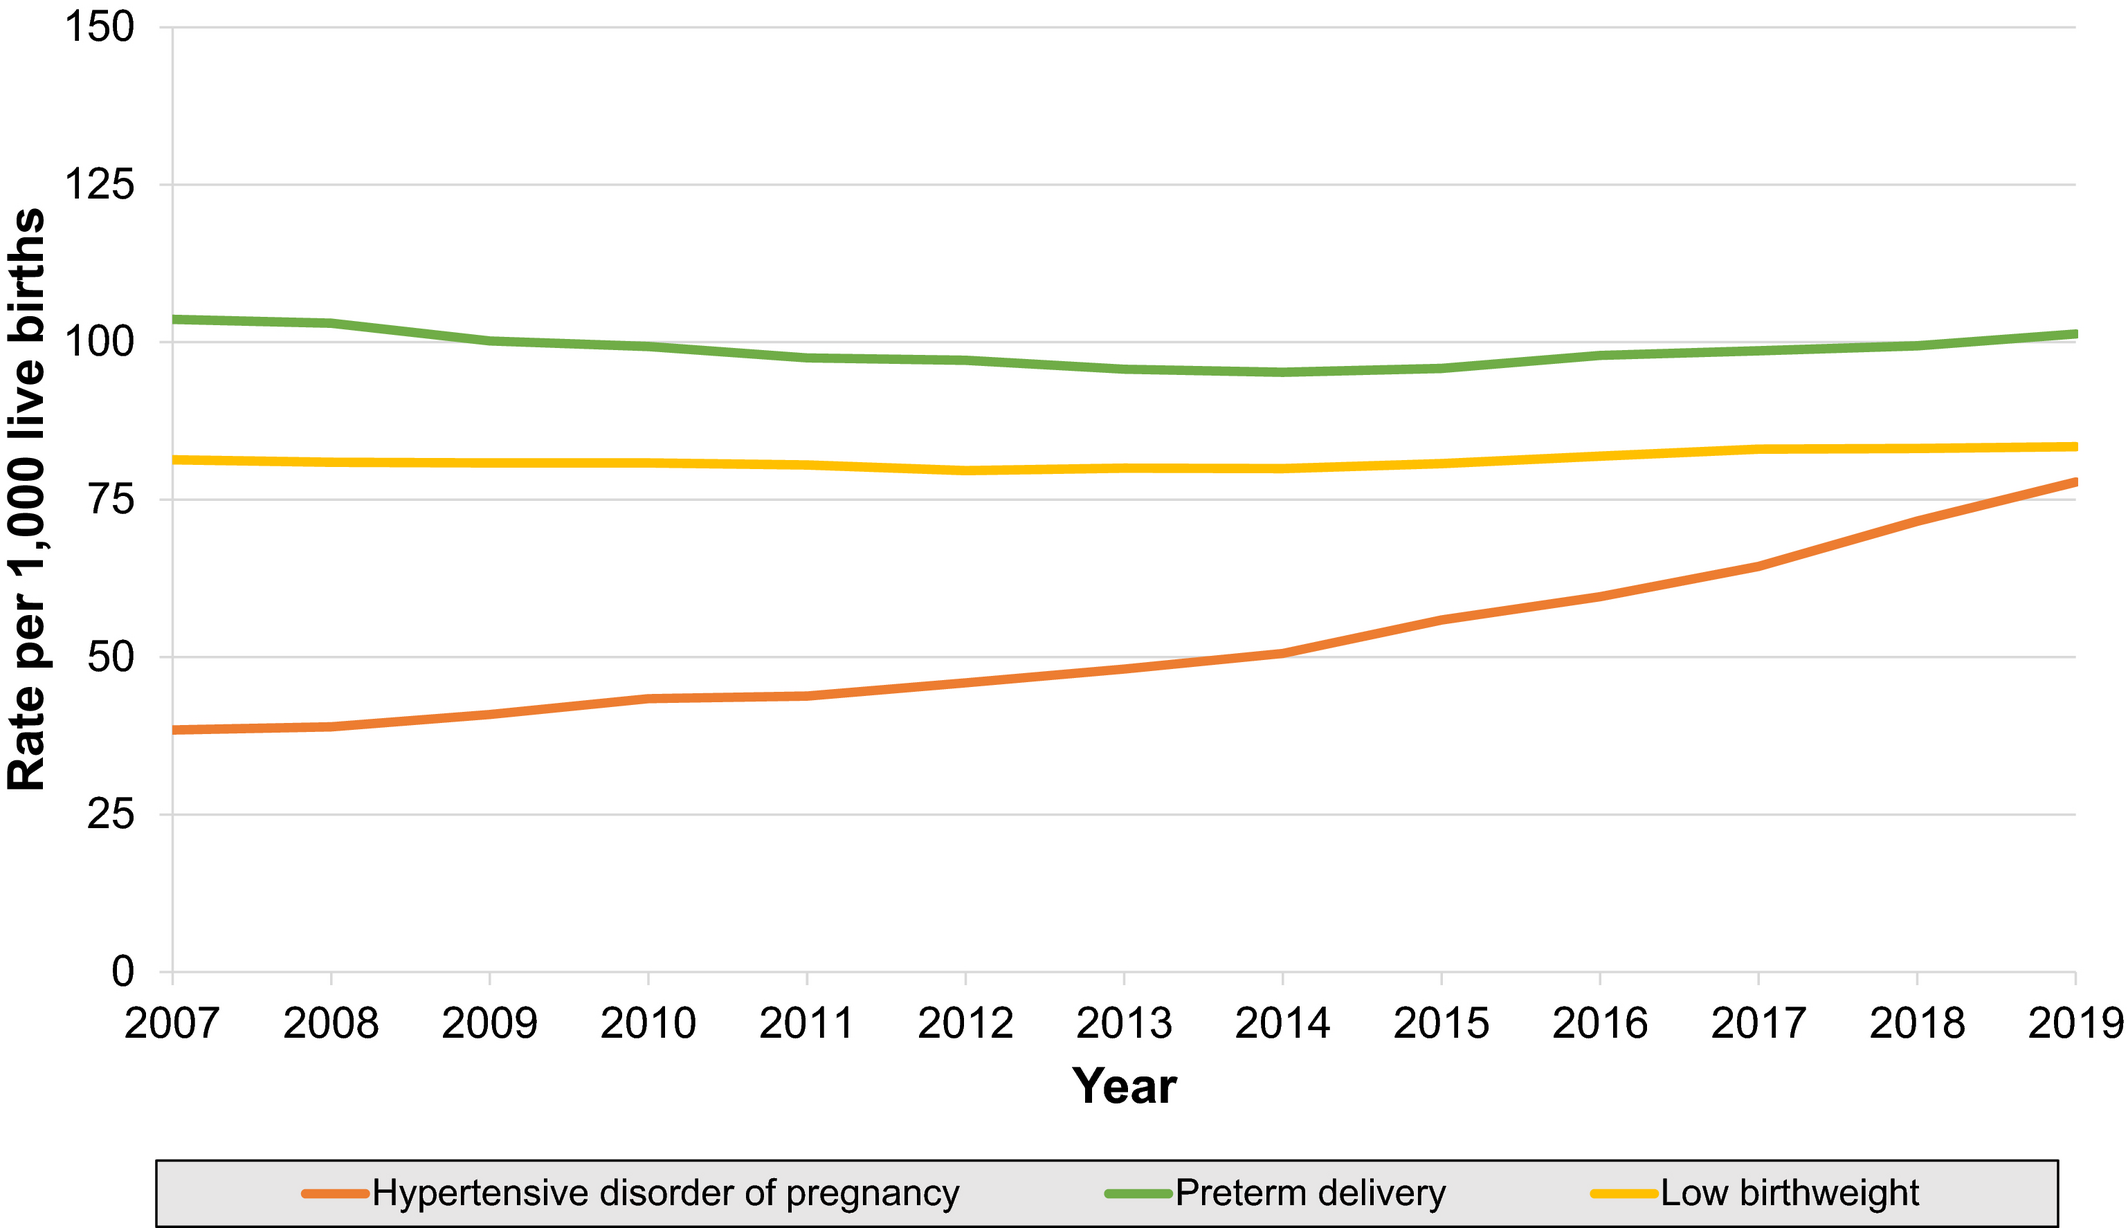 Rate per 1,000 live births
150
125
100
75
50
25
0
2007 2008 2009 2010 2011 2012 2013 2014 2015 2016 2017 2018 2019
Year
Hypertensive disorder of pregnancy Preterm delivery Low birthweight